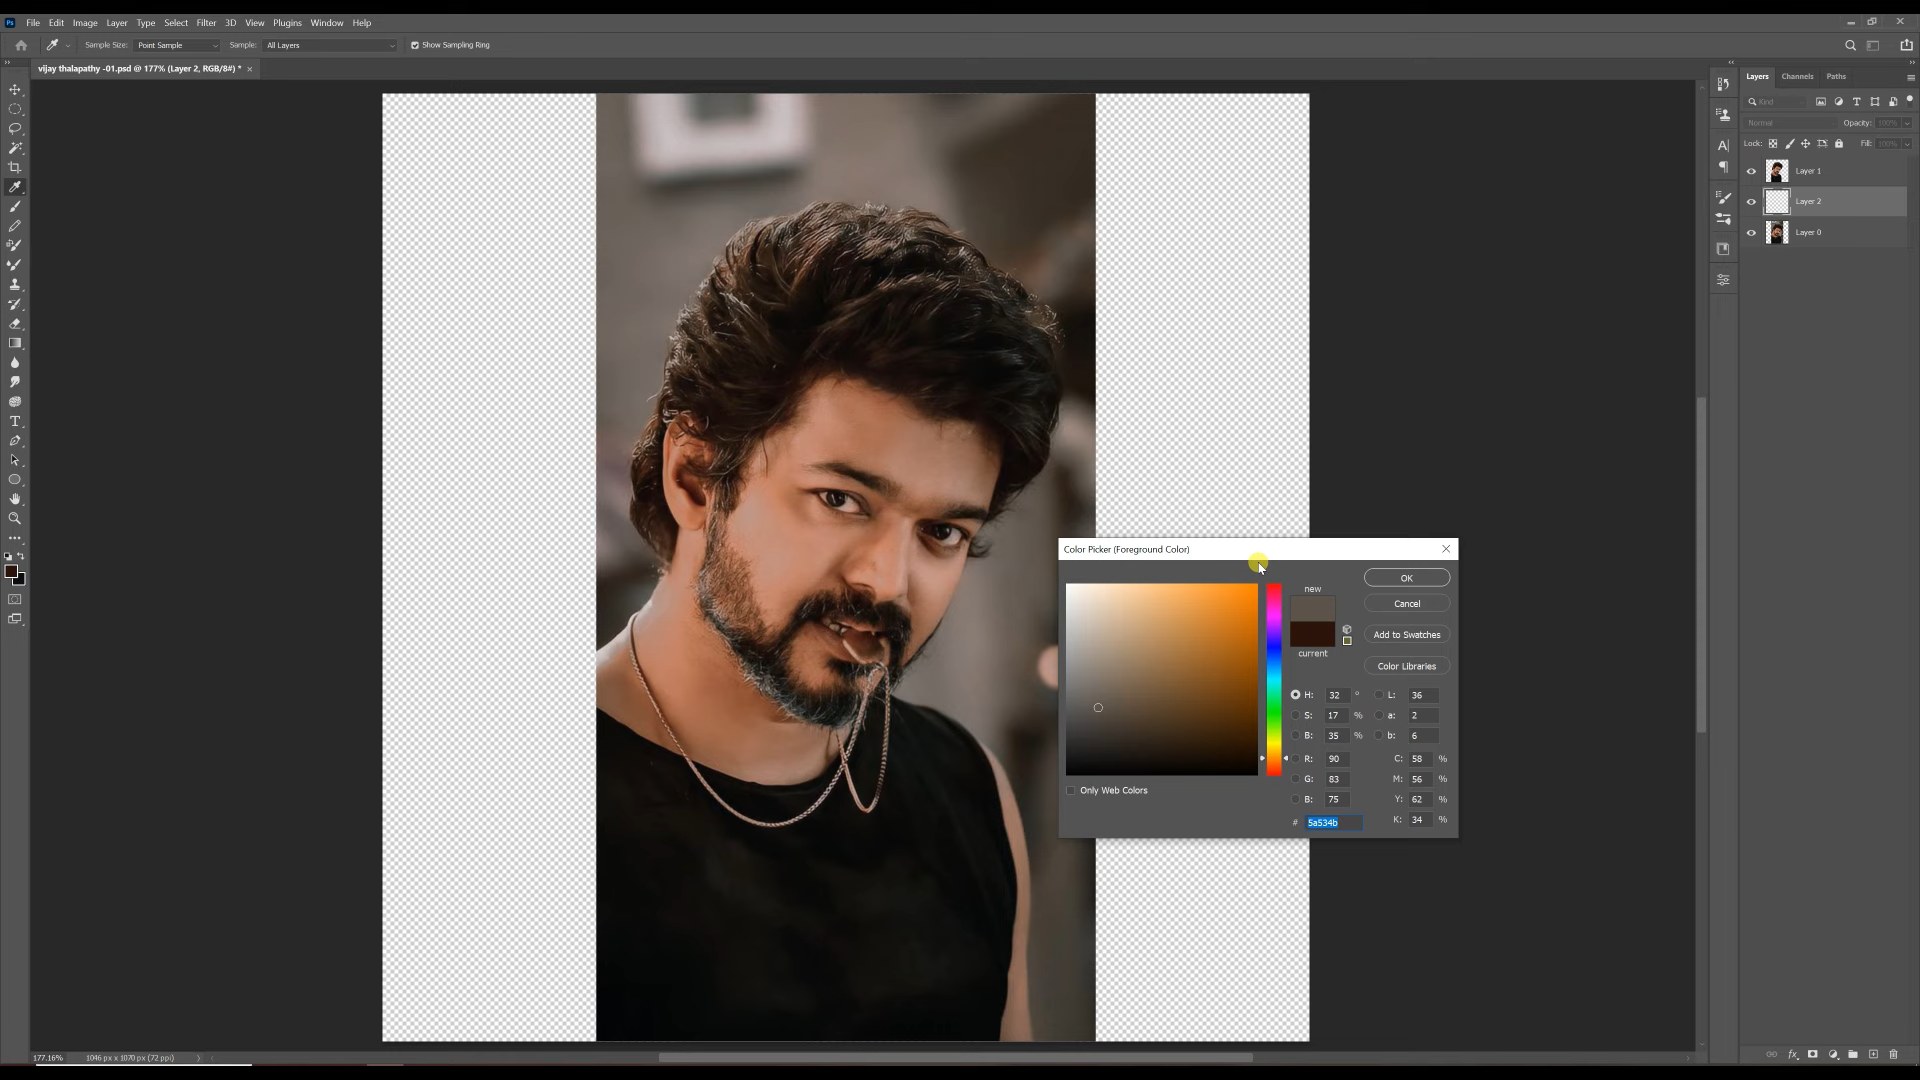 Ps File Edit Image Layer Type Select Filter 3D View Plugins Window Help
Sample Size: Point Sample Sample: All Layers Show Sampling Ring
vijay thalapathy -01.psd @ 177% (Layer 2, RGB/8#) *
Layers Channels Paths
Kind
Normal Opacity: 100%
Lock: Fill: 100%
Layer 1
Layer 2
Layer 0
Color Picker (Foreground Color)
new
current
OK
Cancel
Add to Swatches
Color Libraries
H: 32 ° L: 36
S: 17 % a: 2
B: 35 % b: 6
R: 90 C: 58 %
G: 83 M: 56 %
B: 75 Y: 62 %
# 5a534b K: 34 %
Only Web Colors
177.16% 1046 px x 1070 px (72 ppi)